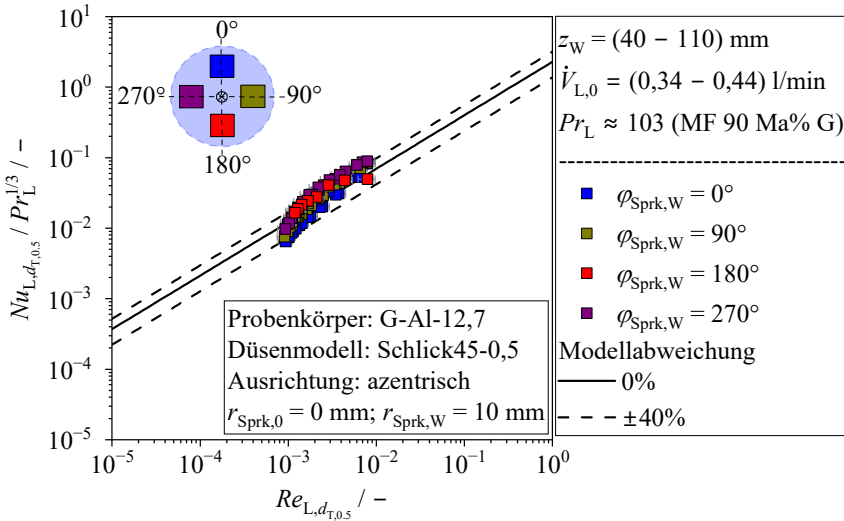 Nu_L,d_T,0.5 / Pr_L^1/3 / –
10^1
10^0
10^−1
10^−2
10^−3
10^−4
10^−5
0°
270°
90°
180°
Probenkörper: G-Al-12,7
Düsenmodell: Schlick45-0,5
Ausrichtung: azentrisch
r_Sprk,0 = 0 mm; r_Sprk,W = 10 mm
10^−5
10^−4
10^−3
10^−2
10^−1
10^0
Re_L,d_T,0.5 / –
z_W = (40 − 110) mm
V̇_L,0 = (0,34 − 0,44) l/min
Pr_L ≈ 103 (MF 90 Ma% G)
φ_Sprk,W = 0°
φ_Sprk,W = 90°
φ_Sprk,W = 180°
φ_Sprk,W = 270°
Modellabweichung
0%
±40%